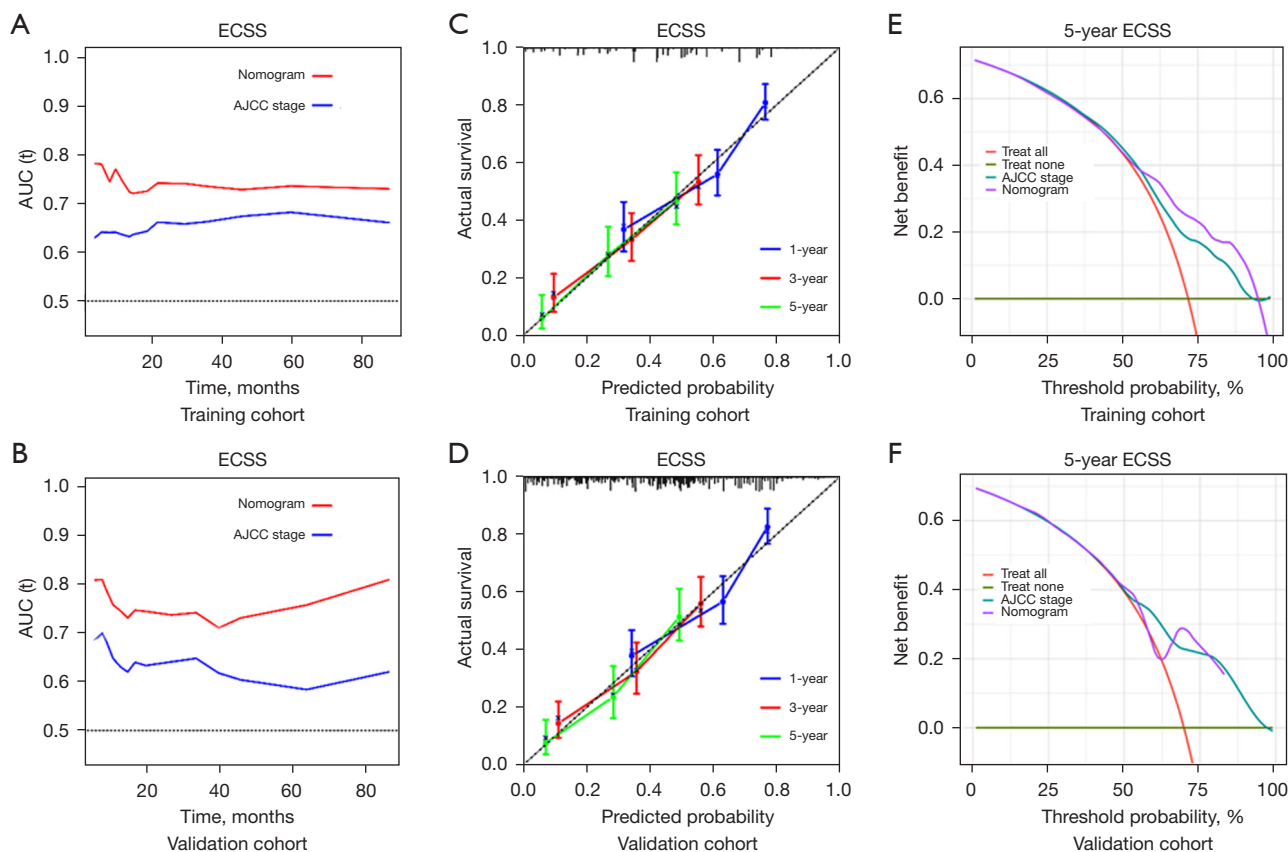 A
ECSS
1.0
0.9
0.8
0.7
0.6
0.5
AUC (t)
Nomogram
AJCC stage
20
40
60
80
Time, months
Training cohort
C
ECSS
1.0
0.8
0.6
0.4
0.2
0.0
Actual survival
1-year
3-year
5-year
0.0
0.2
0.4
0.6
0.8
1.0
Predicted probability
Training cohort
E
5-year ECSS
0.6
0.4
0.2
0.0
Net benefit
Treat all
Treat none
AJCC stage
Nomogram
0
25
50
75
100
Threshold probability, %
Training cohort
B
ECSS
1.0
0.9
0.8
0.7
0.6
0.5
AUC (t)
Nomogram
AJCC stage
20
40
60
80
Time, months
Validation cohort
D
ECSS
1.0
0.8
0.6
0.4
0.2
0.0
Actual survival
1-year
3-year
5-year
0.0
0.2
0.4
0.6
0.8
1.0
Predicted probability
Validation cohort
F
5-year ECSS
0.6
0.4
0.2
0.0
Net benefit
Treat all
Treat none
AJCC stage
Nomogram
0
25
50
75
100
Threshold probability, %
Validation cohort